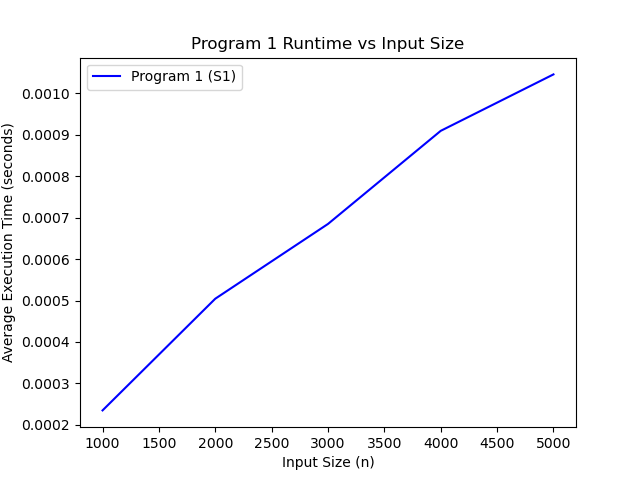 Program 1 Runtime vs Input Size
Program 1 (S1)
Average Execution Time (seconds)
0.0010
0.0009
0.0008
0.0007
0.0006
0.0005
0.0004
0.0003
0.0002
1000 1500 2000 2500 3000 3500 4000 4500 5000
Input Size (n)